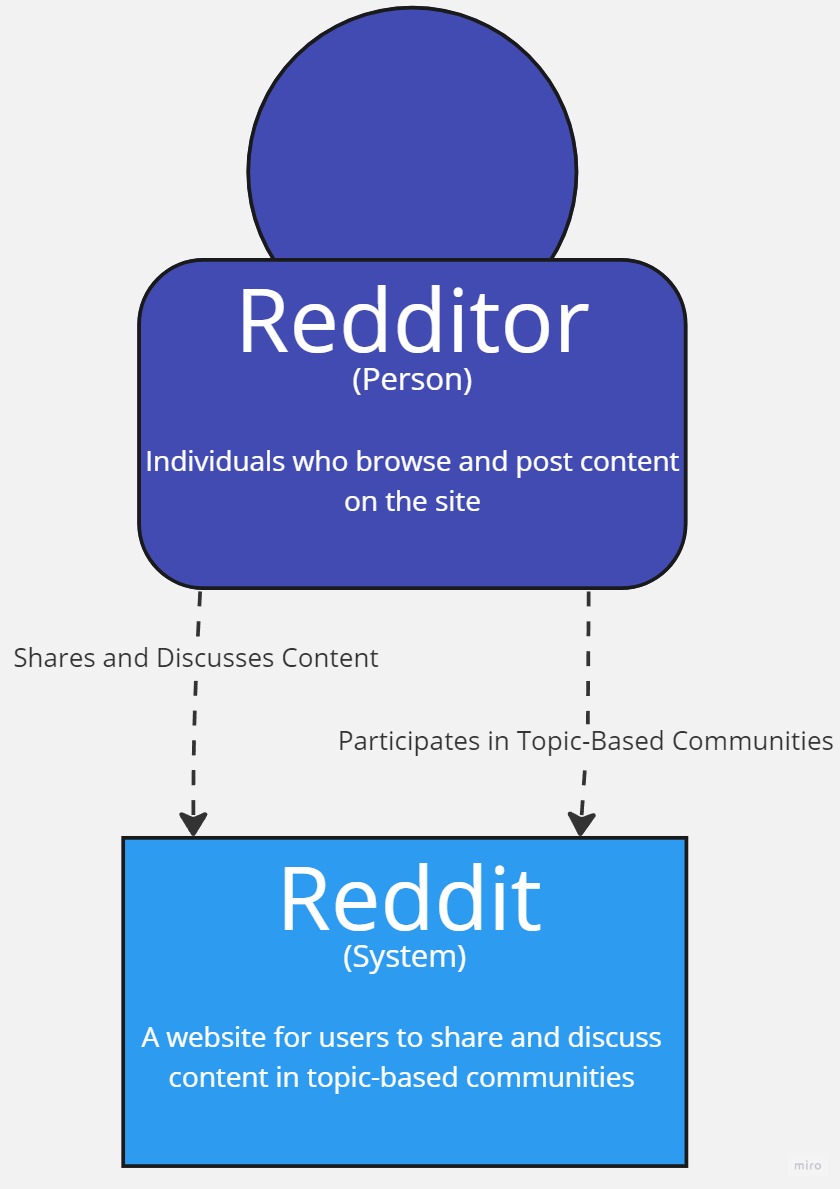 Redditor
(Person)
Individuals who browse and post content
on the site
Shares and Discusses Content
Participates in Topic-Based Communities
Reddit
(System)
A website for users to share and discuss
content in topic-based communities
miro